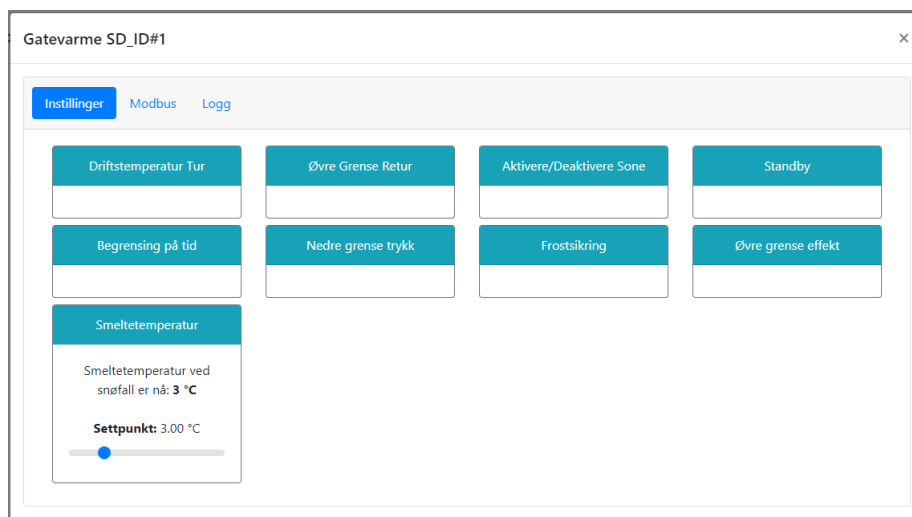 Gatevarme SD_ID#1 ×
Instillinger Modbus Logg
Driftstemperatur Tur Øvre Grense Retur Aktivere/Deaktivere Sone Standby
Begrensing på tid Nedre grense trykk Frostsikring Øvre grense effekt
Smeltetemperatur
Smeltetemperatur ved
snøfall er nå: 3 °C
Settpunkt: 3.00 °C